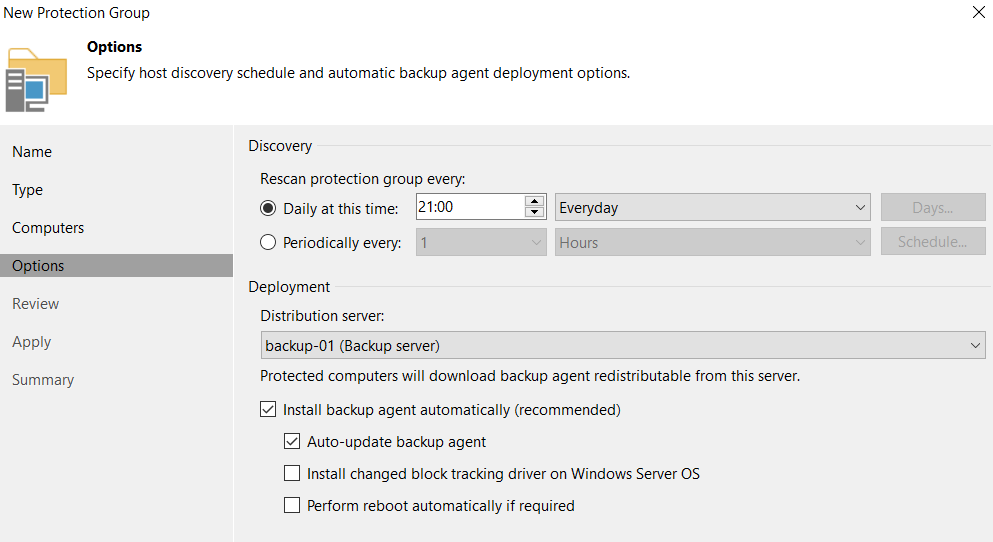 New Protection Group
Options
Specify host discovery schedule and automatic backup agent deployment options.
Name
Type
Computers
Options
Review
Apply
Summary
Discovery
Rescan protection group every:
Daily at this time: 21:00 Everyday Days...
Periodically every: 1 Hours Schedule...
Deployment
Distribution server:
backup-01 (Backup server)
Protected computers will download backup agent redistributable from this server.
Install backup agent automatically (recommended)
Auto-update backup agent
Install changed block tracking driver on Windows Server OS
Perform reboot automatically if required